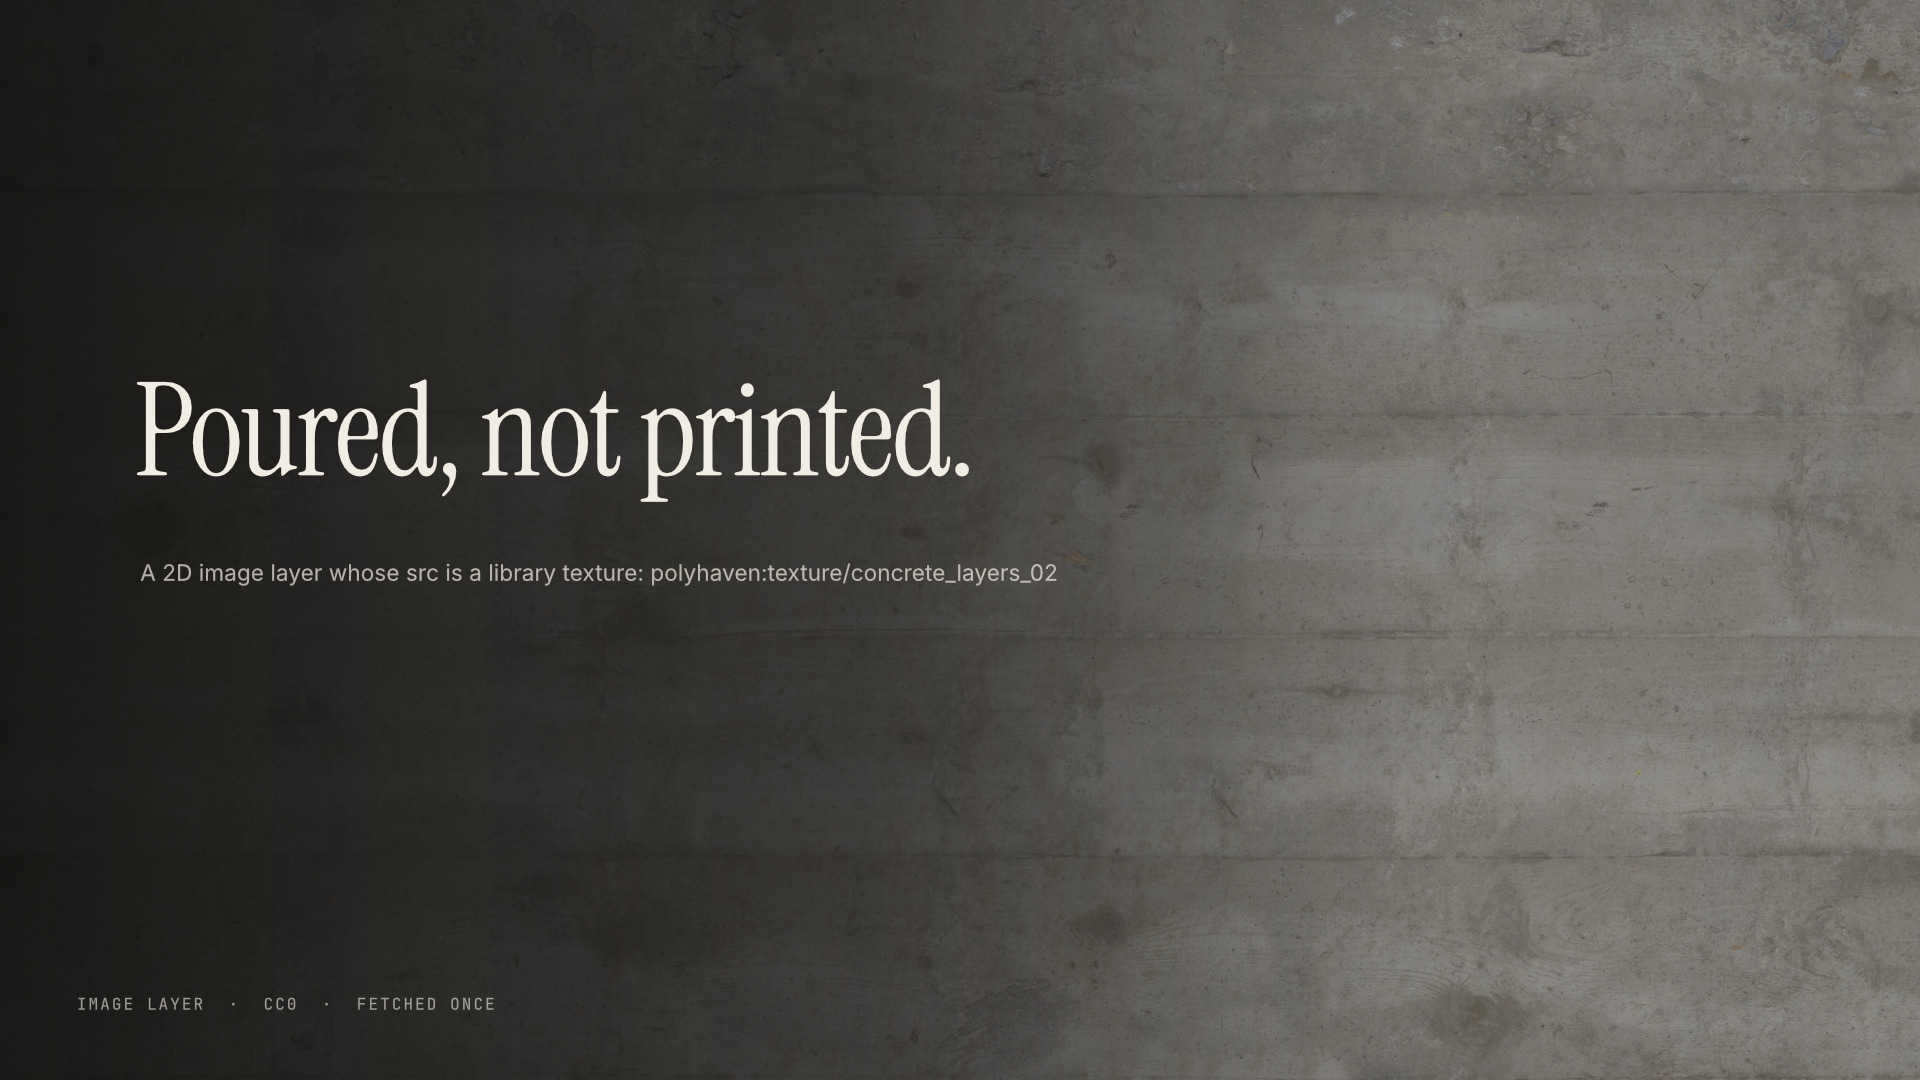 Poured, not printed.
A 2D image layer whose src is a library texture: polyhaven:texture/concrete_layers_02
IMAGE LAYER · CC0 · FETCHED ONCE